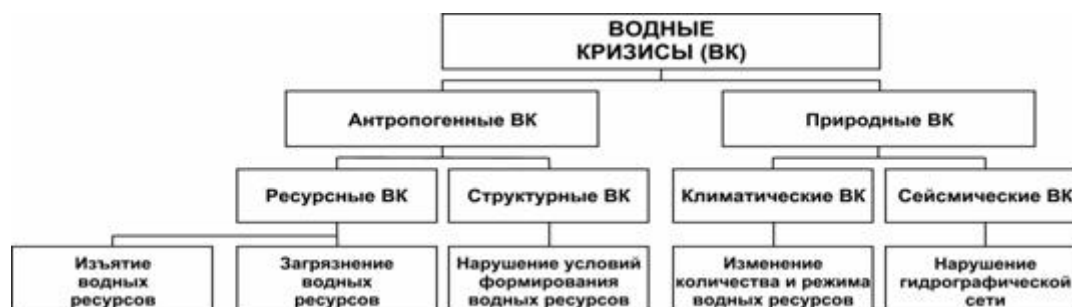 ВОДНЫЕ
КРИЗИСЫ (ВК)
Антропогенные ВК
Природные ВК
Ресурсные ВК
Структурные ВК
Климатические ВК
Сейсмические ВК
Изъятие
водных
ресурсов
Загрязнение
водных
ресурсов
Нарушение условий
формирования
водных ресурсов
Изменение
количества и режима
водных ресурсов
Нарушение
гидрографической
сети